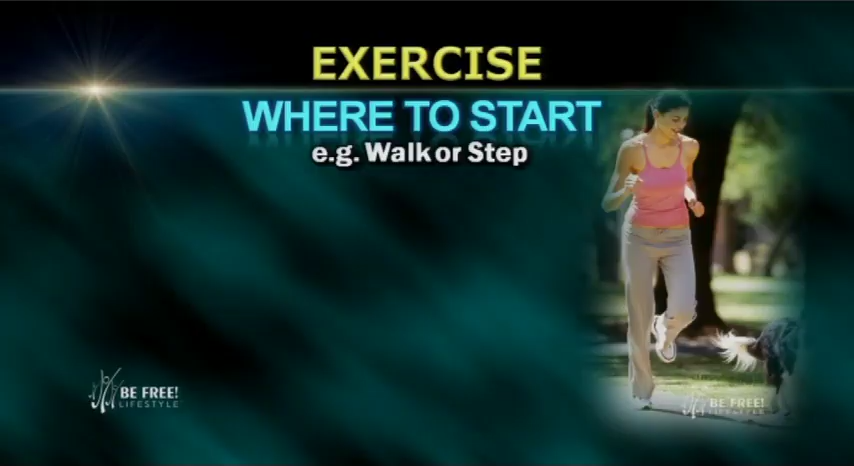 EXERCISE
WHERE TO START
e.g. Walk or Step
BE FREE!
LIFESTYLE
BE FREE!
LIFESTYLE